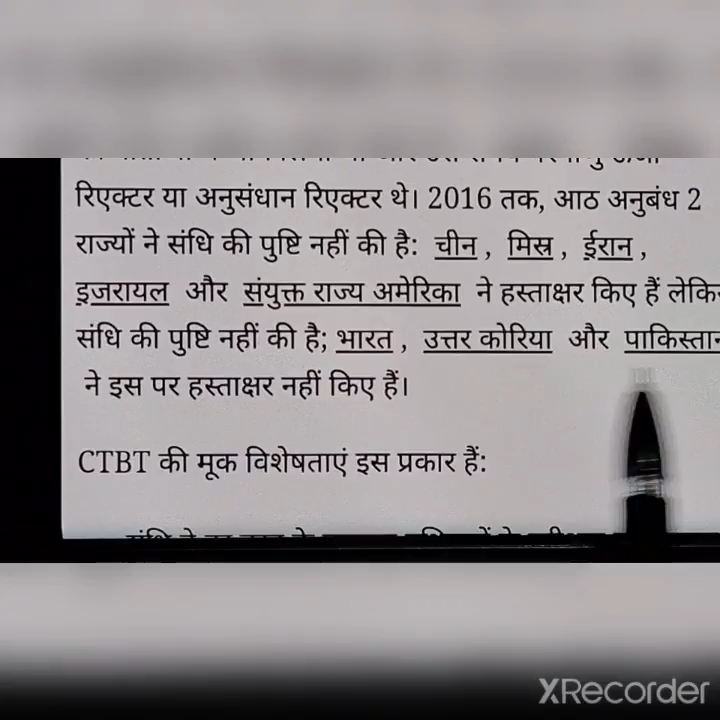 रिएक्टर या अनुसंधान रिएक्टर थे। 2016 तक, आठ अनुबंध 2
राज्यों ने संधि की पुष्टि नहीं की है: चीन , मिस्र , ईरान ,
इजरायल और संयुक्त राज्य अमेरिका ने हस्ताक्षर किए हैं
संधि की पुष्टि नहीं की है; भारत , उत्तर कोरिया और
ने इस पर हस्ताक्षर नहीं किए हैं।
CTBT की मूक विशेषताएं इस प्रकार हैं:
XRecorder